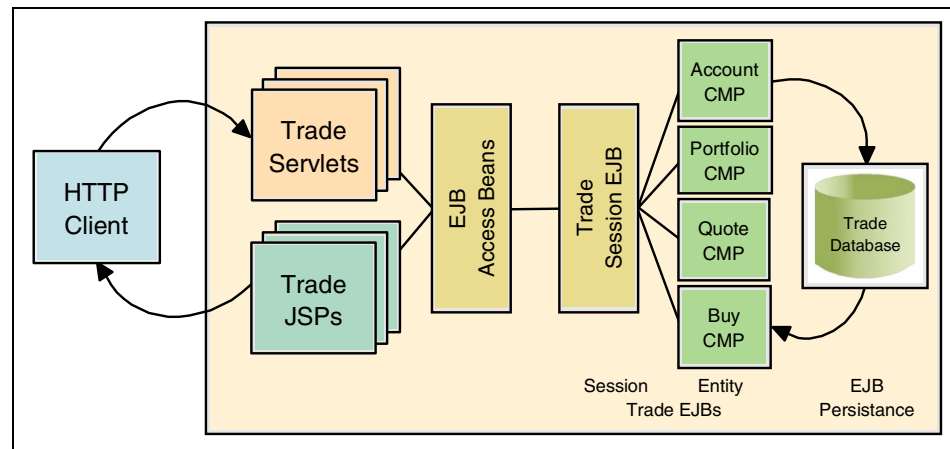 HTTP
Client
Trade
Servlets
Trade
JSPs
EJB
Access Beans
Trade
Session EJB
Account
CMP
Portfolio
CMP
Quote
CMP
Buy
CMP
Trade
Database
Session
Entity
Trade EJBs
EJB
Persistance